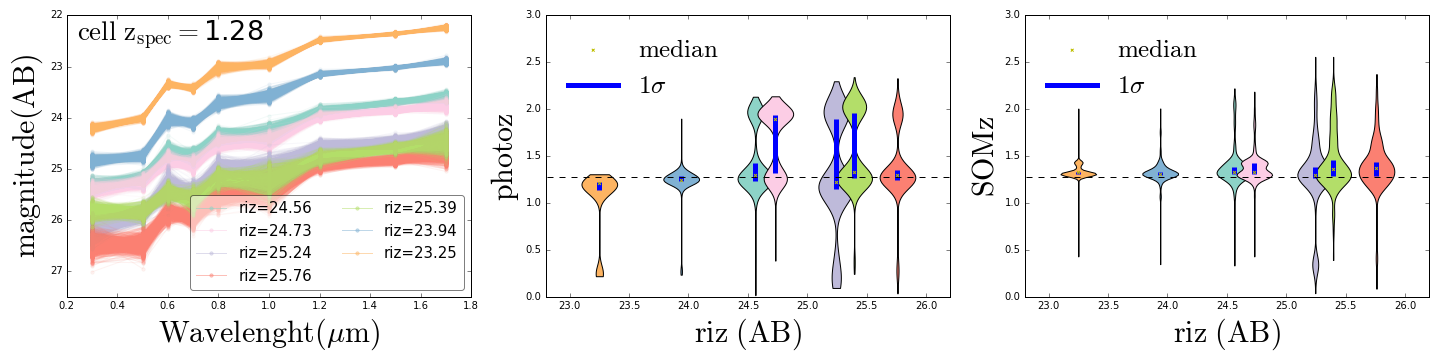 cell z_spec = 1.28
magnitude(AB)
22
23
24
25
26
27
riz=24.56
riz=24.73
riz=25.24
riz=25.76
riz=25.39
riz=23.94
riz=23.25
0.2 0.4 0.6 0.8 1.0 1.2 1.4 1.6 1.8
Wavelenght(μm)
photoz
3.0
2.5
2.0
1.5
1.0
0.5
0.0
median
1σ
23.0 23.5 24.0 24.5 25.0 25.5 26.0
riz (AB)
SOMz
3.0
2.5
2.0
1.5
1.0
0.5
0.0
median
1σ
23.0 23.5 24.0 24.5 25.0 25.5 26.0
riz (AB)